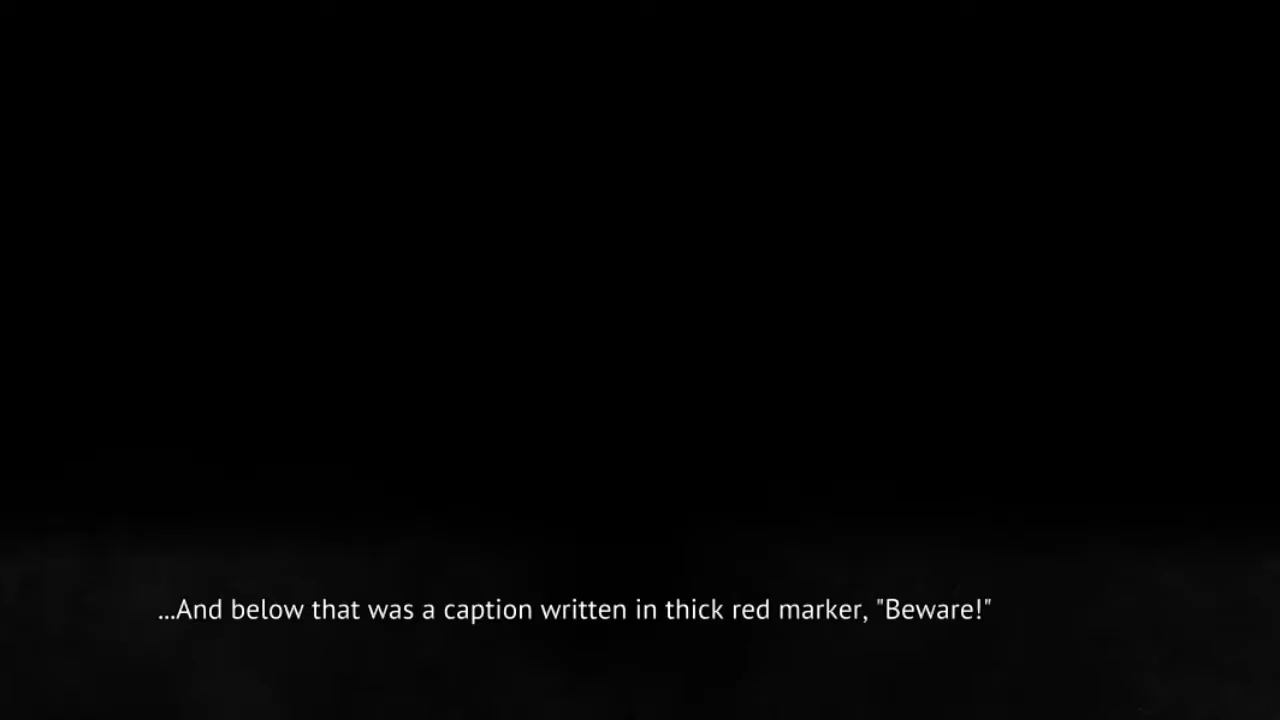 ...And below that was a caption written in thick red marker, "Beware!"